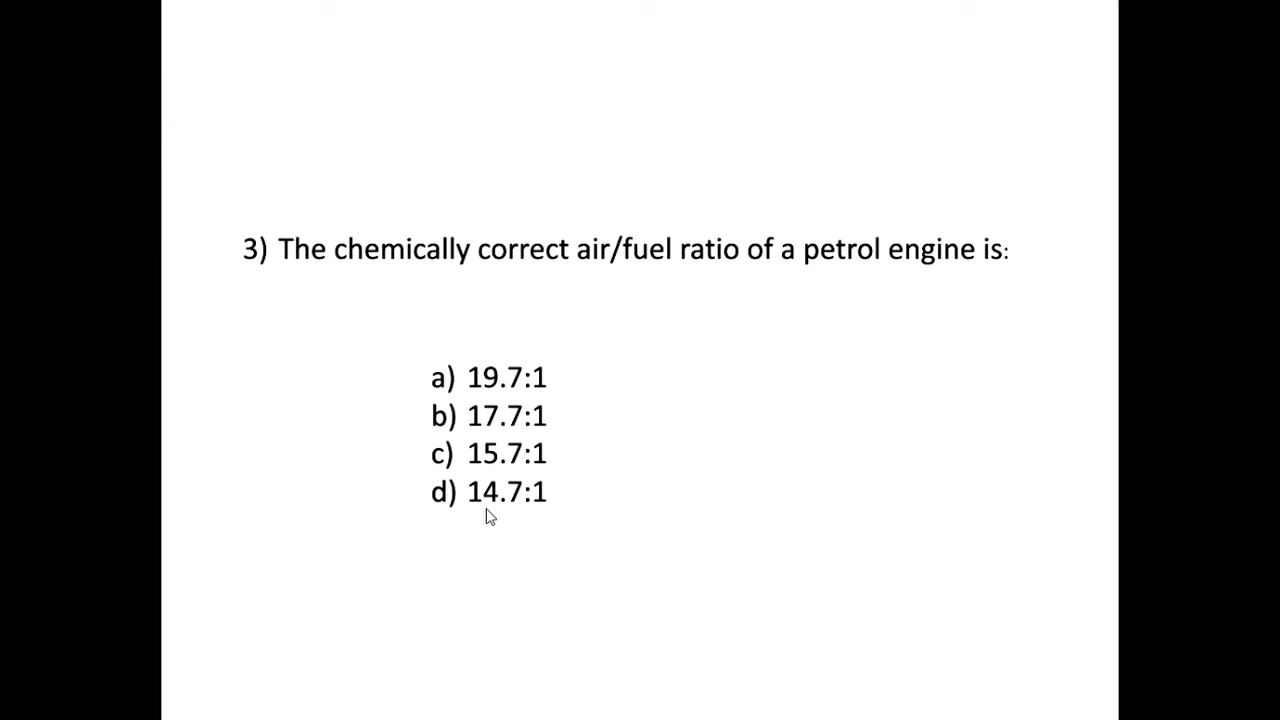 3) The chemically correct air/fuel ratio of a petrol engine is:
a) 19.7:1
b) 17.7:1
c) 15.7:1
d) 14.7:1